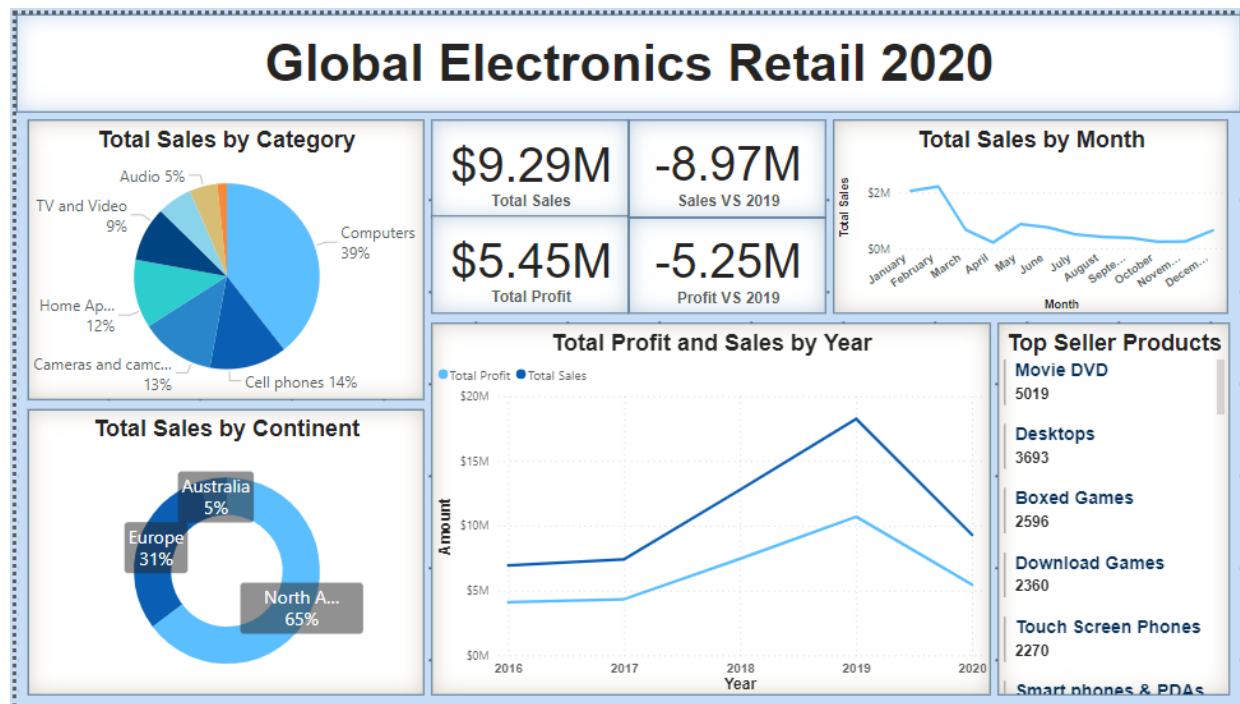 Global Electronics Retail 2020
Total Sales by Category
Audio 5%
TV and Video
9%
Computers
39%
Home Ap...
12%
Cameras and camc...
13%
Cell phones 14%
$9.29M
Total Sales
-8.97M
Sales VS 2019
$5.45M
Total Profit
-5.25M
Profit VS 2019
Total Sales by Month
Total Sales
$2M
$0M
January
February
March
April
May
June
July
August
Septe...
October
Novem...
Decem...
Month
Total Sales by Continent
Australia
5%
Europe
31%
North A...
65%
Total Profit and Sales by Year
Total Profit
Total Sales
Amount
$20M
$15M
$10M
$5M
$0M
2016
2017
2018
2019
2020
Year
Top Seller Products
Movie DVD
5019
Desktops
3693
Boxed Games
2596
Download Games
2360
Touch Screen Phones
2270
Smart phones & PDAs